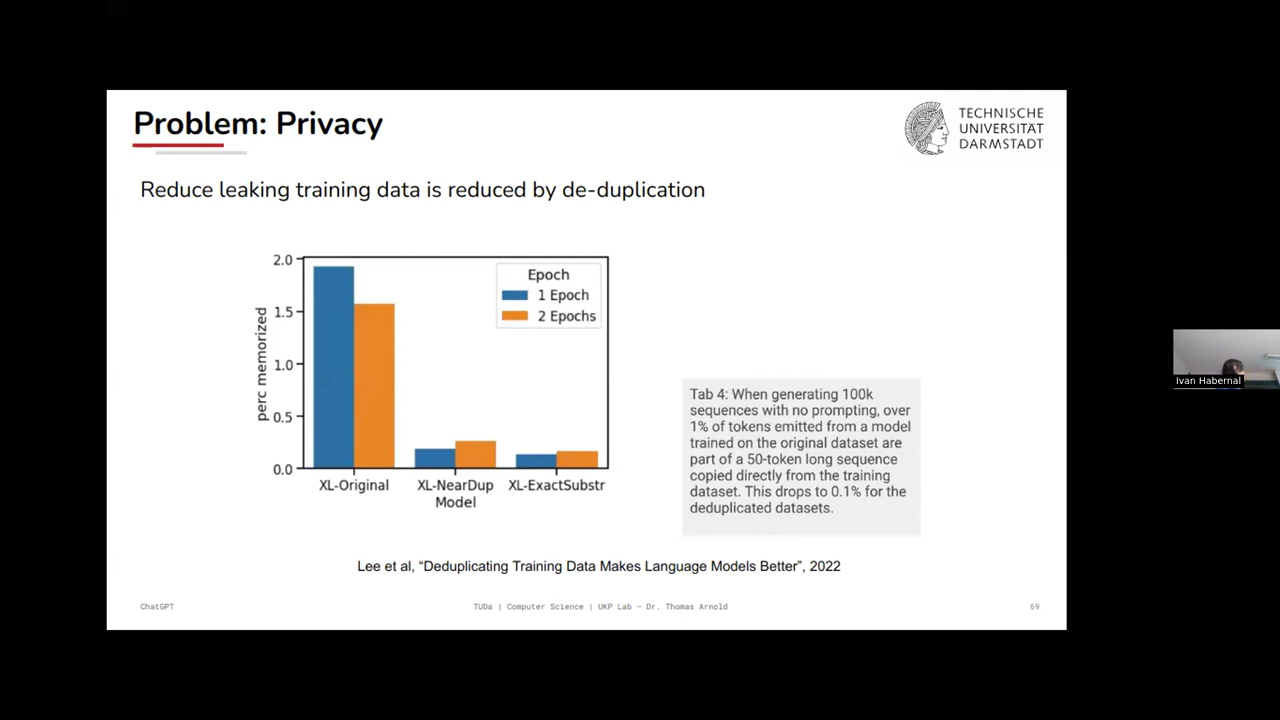 Problem: Privacy
TECHNISCHE
UNIVERSITÄT
DARMSTADT
Reduce leaking training data is reduced by de-duplication
2.0
1.5
1.0
0.5
0.0
perc memorized
Epoch
1 Epoch
2 Epochs
XL-Original
XL-NearDup
XL-ExactSubstr
Model
Tab 4: When generating 100k
sequences with no prompting, over
1% of tokens emitted from a model
trained on the original dataset are
part of a 50-token long sequence
copied directly from the training
dataset. This drops to 0.1% for the
deduplicated datasets.
Lee et al, “Deduplicating Training Data Makes Language Models Better”, 2022
ChatGPT
TUDa | Computer Science | UKP Lab – Dr. Thomas Arnold
69
Ivan Habernal